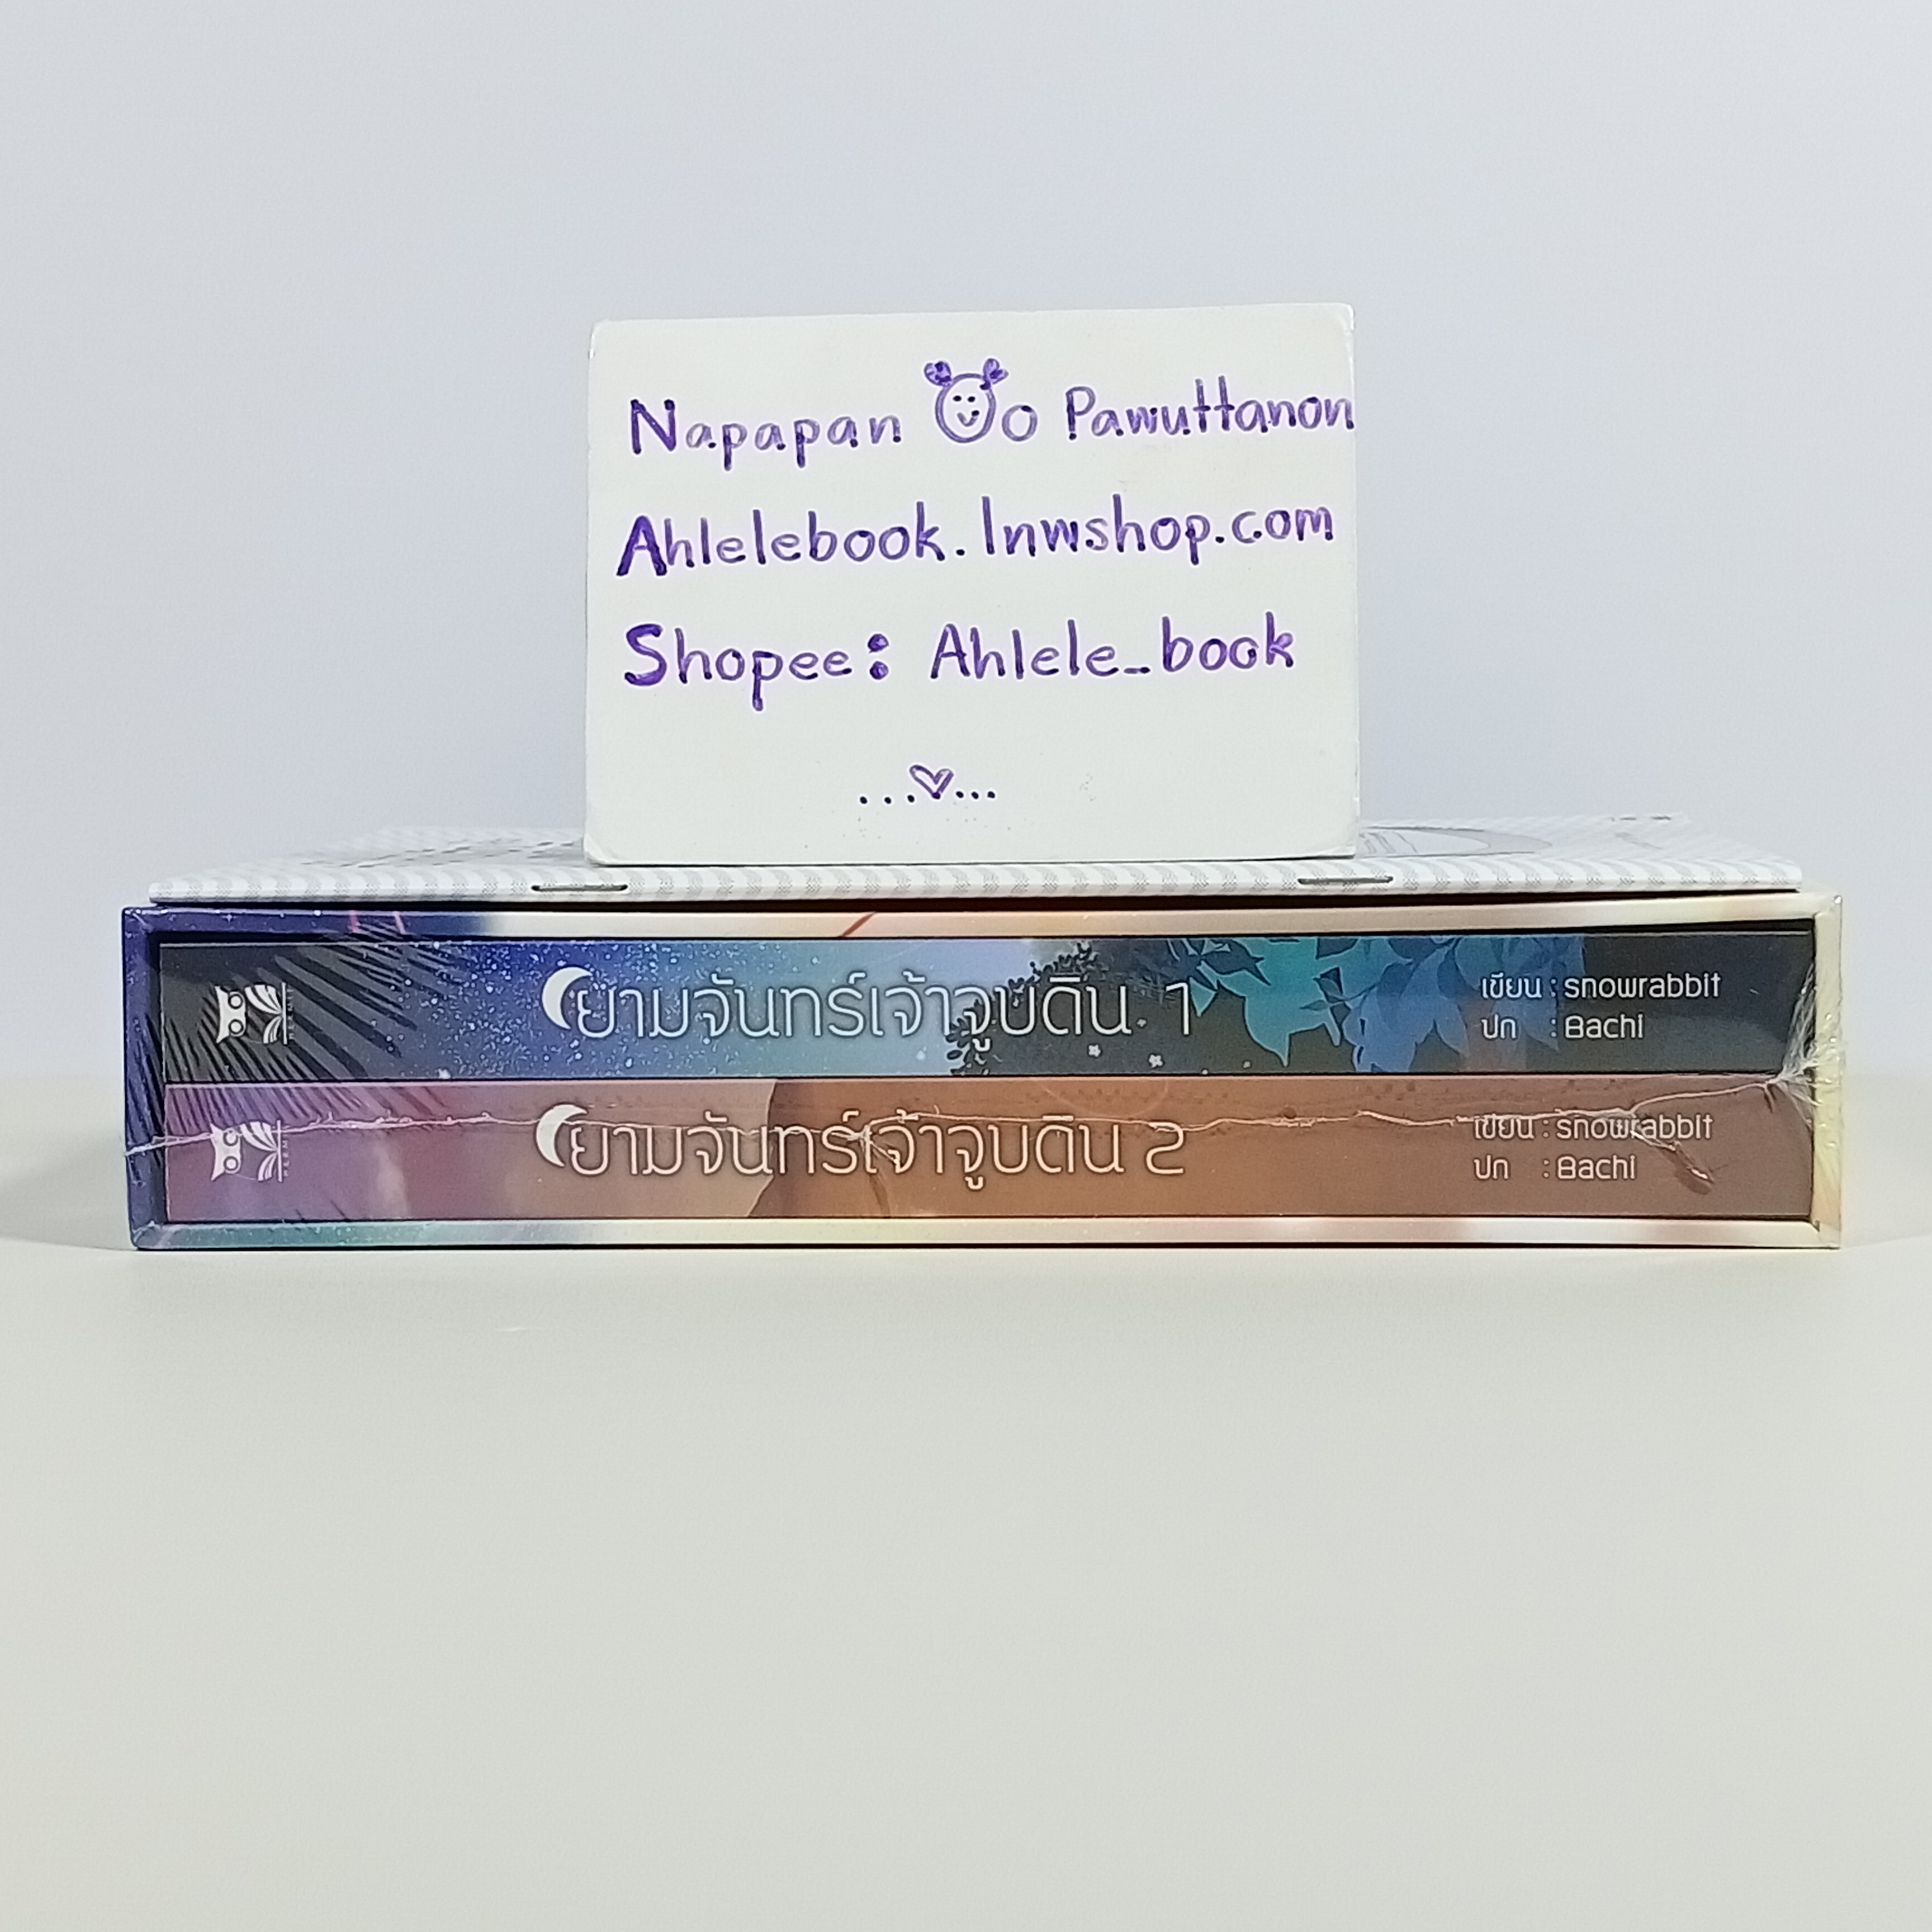 Napapan Oo Pawuttanon
Ahlelebook.lnwshop.com
Shopee: Ahlele_book
...♡...
ยามจันทร์เจ้าจูบดิน 1
เขียน : snowrabbit
ปก : Bachi
ยามจันทร์เจ้าจูบดิน 2
เขียน : snowrabbit
ปก : Bachi